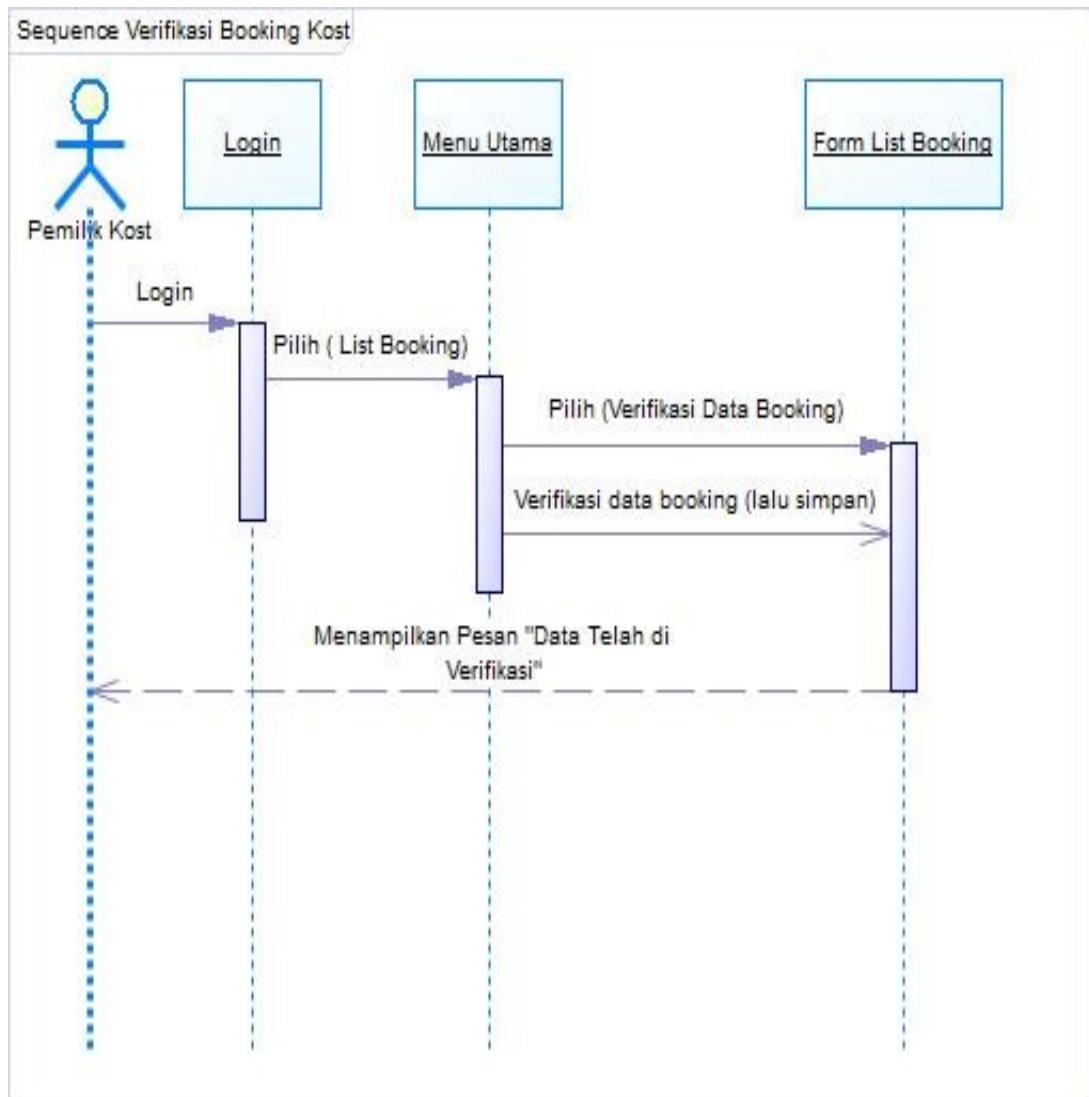 Sequence Verifikasi Booking Kost
Login
Menu Utama
Form List Booking
Pemilik Kost
Login
Pilih ( List Booking)
Pilih (Verifikasi Data Booking)
Verifikasi data booking (lalu simpan)
Menampilkan Pesan "Data Telah di
Verifikasi"